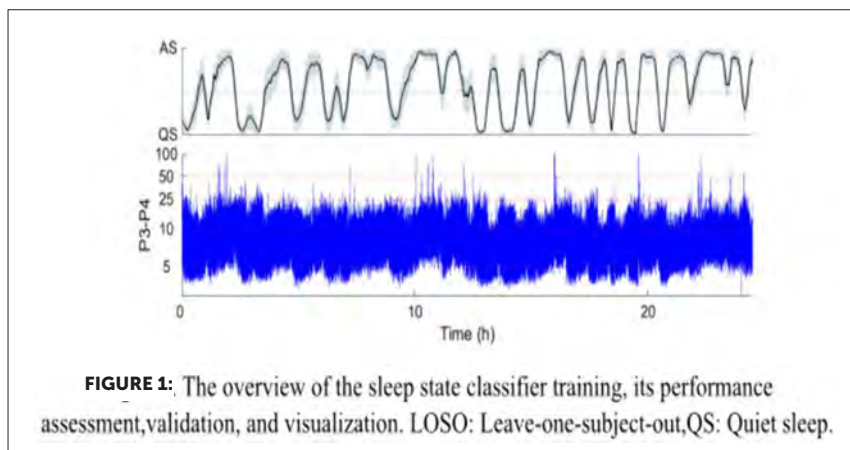 AS
QS
100
50
25
10
5
P3-P4
0 10 20
Time (h)
FIGURE 1: The overview of the sleep state classifier training, its performance
assessment,validation, and visualization. LOSO: Leave-one-subject-out,QS: Quiet sleep.